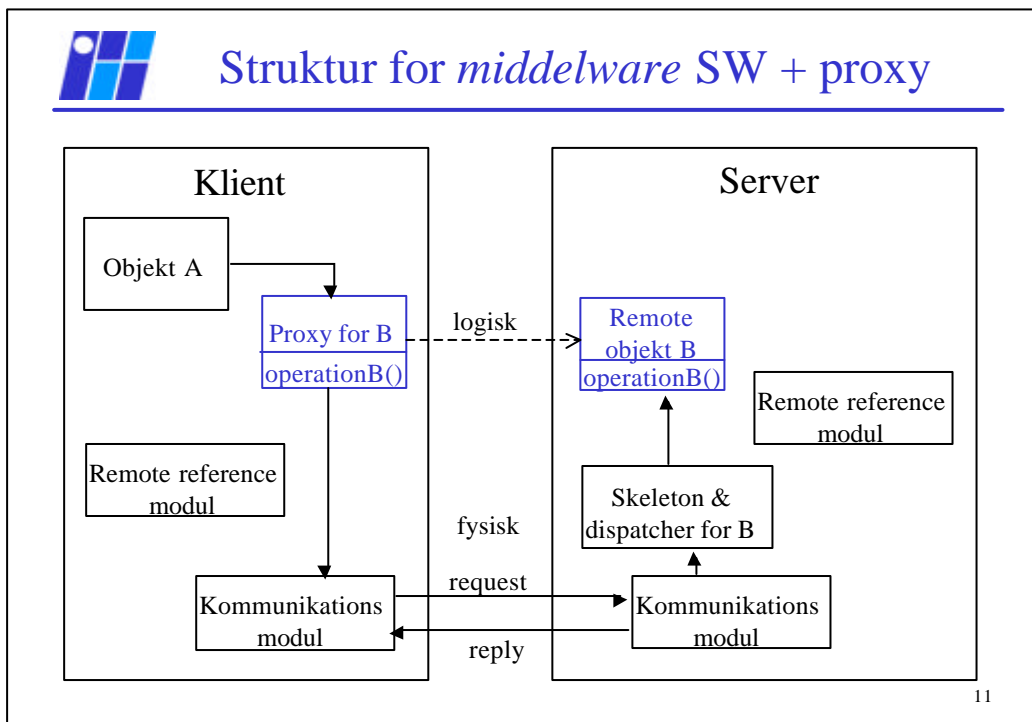 Struktur for middelware SW + proxy
Klient
Objekt A
Proxy for B
operationB()
Remote reference
modul
Kommunikations
modul
logisk
fysisk
request
reply
Server
Remote
objekt B
operationB()
Remote reference
modul
Skeleton &
dispatcher for B
Kommunikations
modul
11